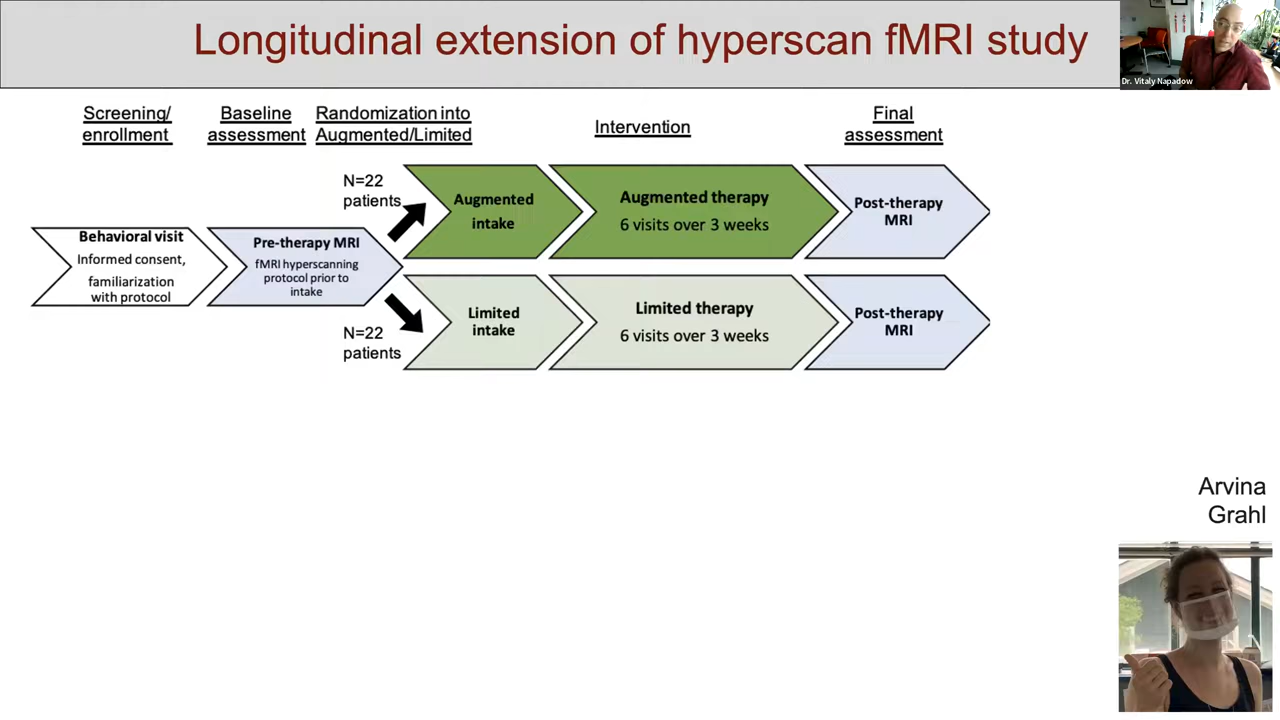 Longitudinal extension of hyperscan fMRI study
Dr. Vitaly Napadow
Screening/
enrollment
Baseline
assessment
Randomization into
Augmented/Limited
Intervention
Final
assessment
Behavioral visit
Informed consent,
familiarization
with protocol
Pre-therapy MRI
fMRI hyperscanning
protocol prior to
intake
N=22
patients
Augmented
intake
Augmented therapy
6 visits over 3 weeks
Post-therapy
MRI
N=22
patients
Limited
intake
Limited therapy
6 visits over 3 weeks
Post-therapy
MRI
Arvina
Grahl